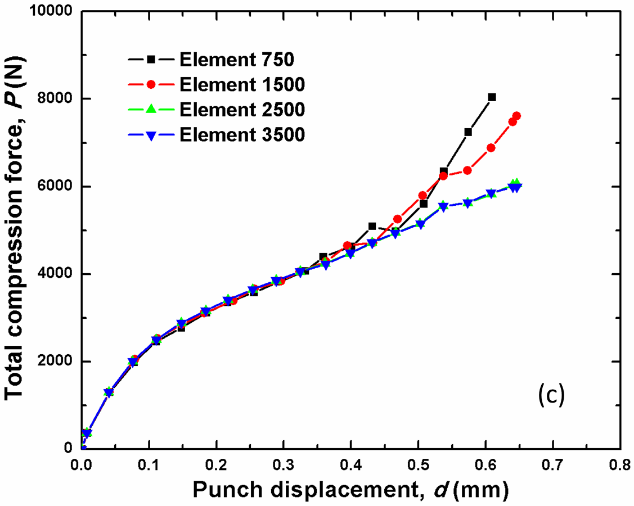 10000
8000
6000
4000
2000
0
Total compression force, P (N)
Element 750
Element 1500
Element 2500
Element 3500
(c)
0.0 0.1 0.2 0.3 0.4 0.5 0.6 0.7 0.8
Punch displacement, d (mm)